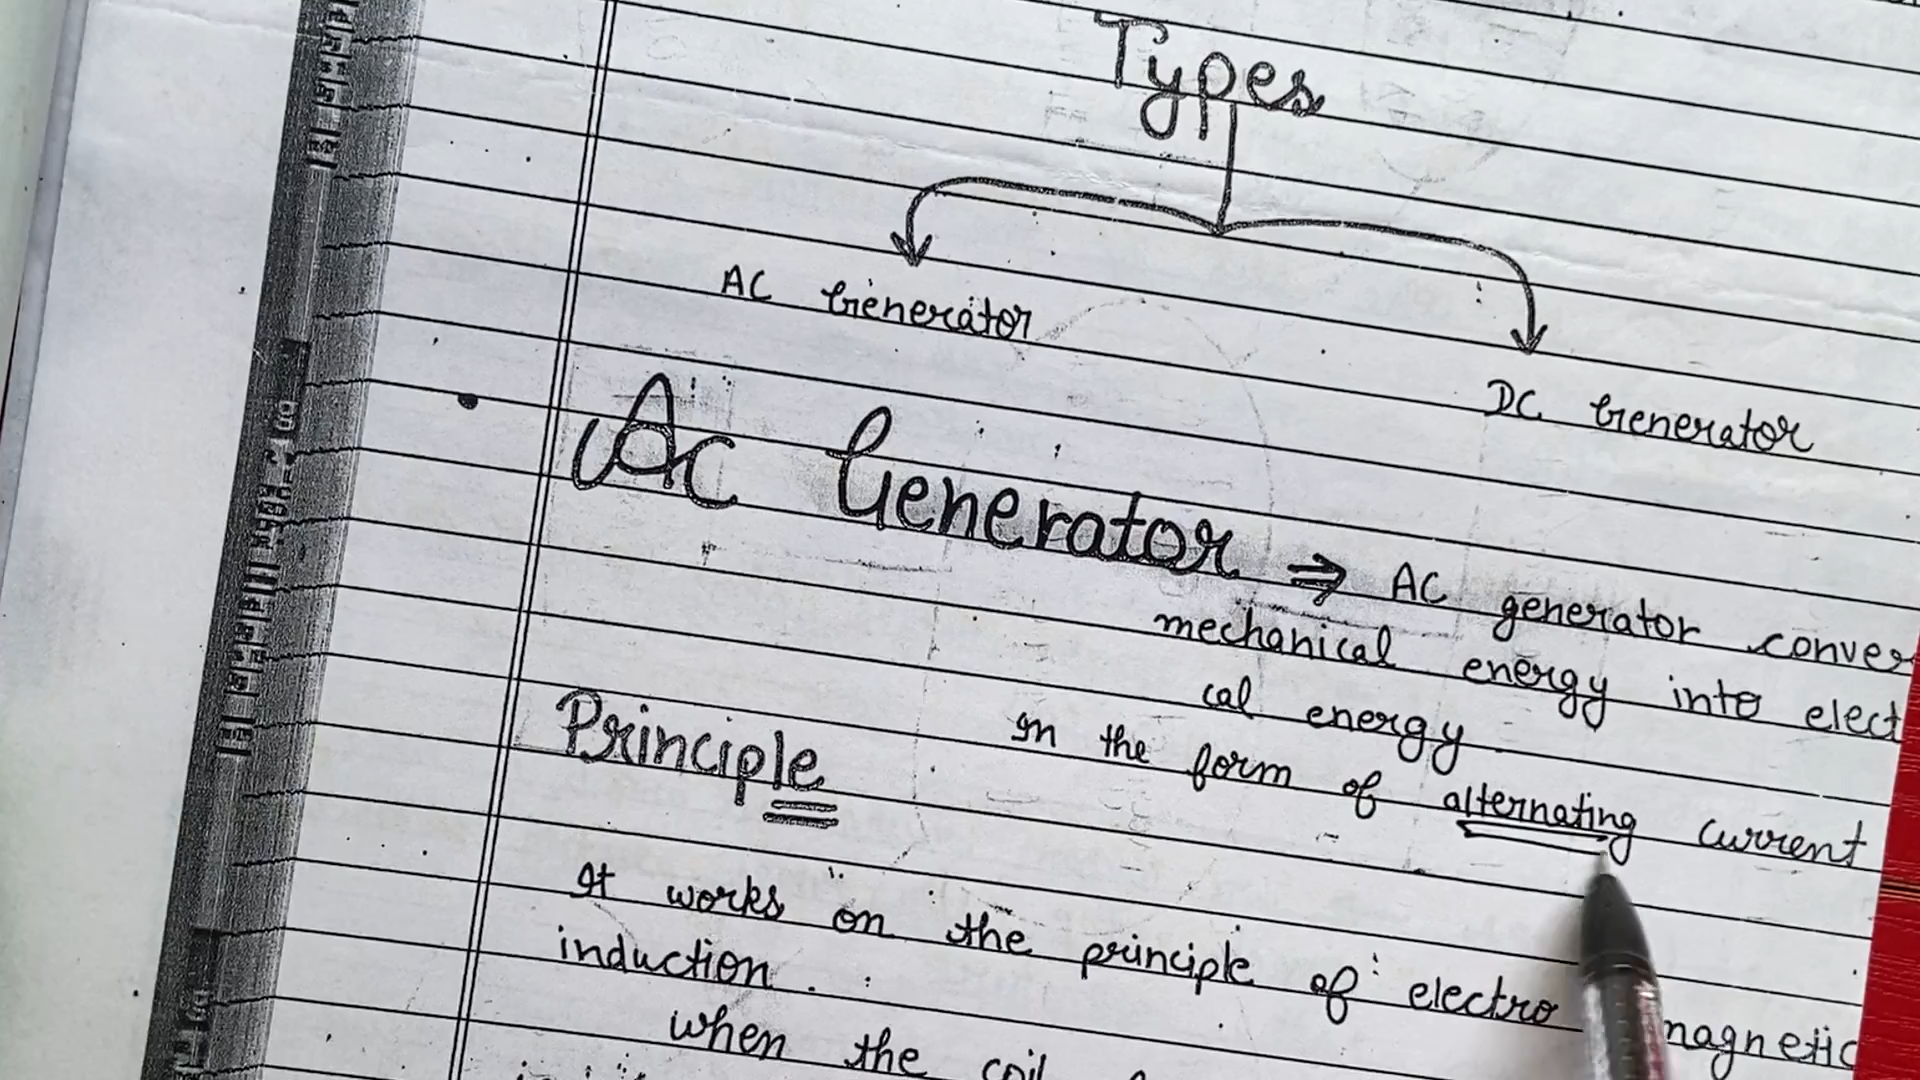 Types
AC Generator
DC Generator
Ac Generator ⇒ AC generator conver
mechanical energy into elect
cal energy
in the form of alternating current
Principle
It works on the principle of electro magnetic
induction.
when the coil